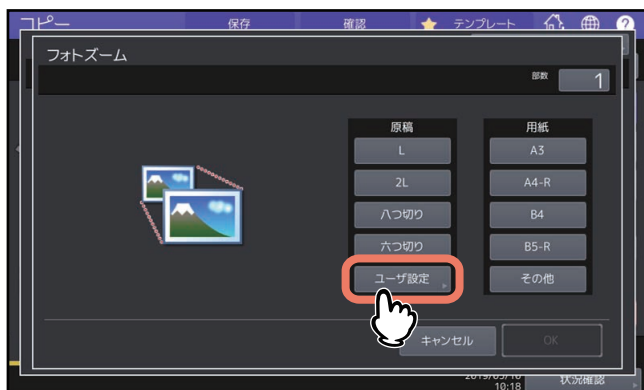 コピー
保存
確認
テンプレート
?
フォトズーム
部数
1
原稿
用紙
L
A3
2L
A4-R
八つ切り
B4
六つ切り
B5-R
ユーザ設定
その他
キャンセル
OK
10:18
状況確認